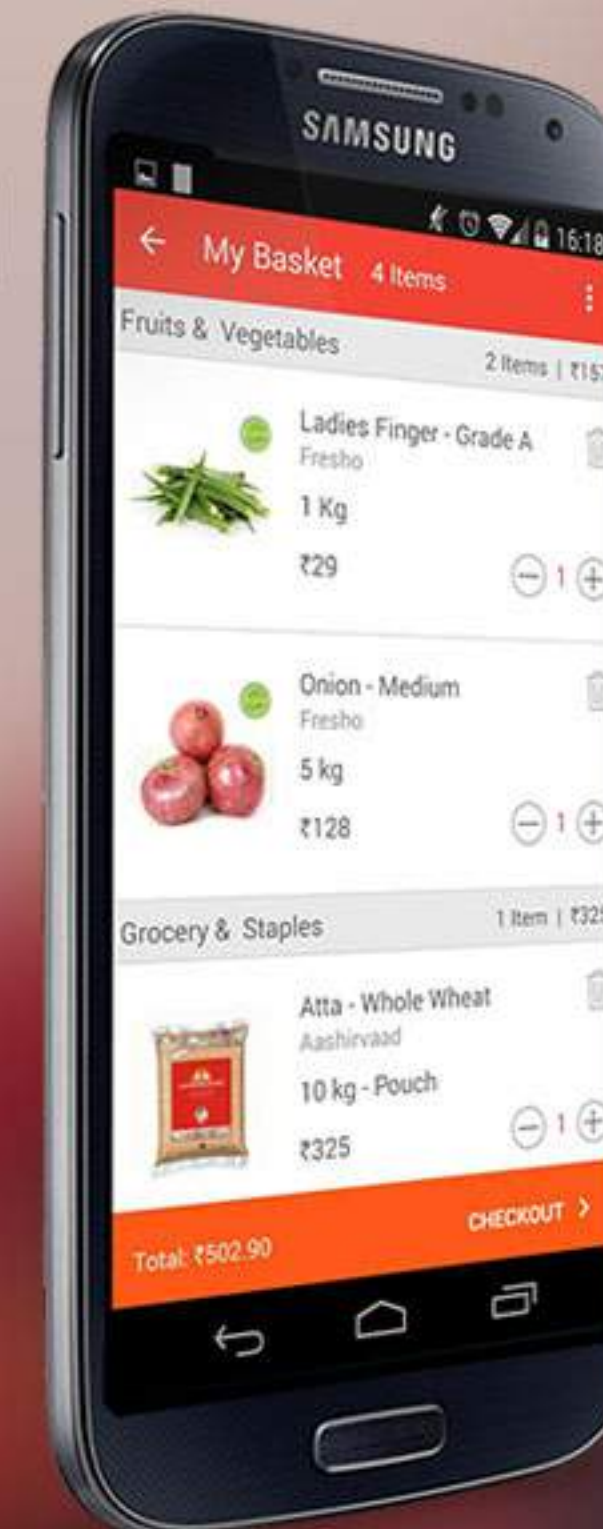 SAMSUNG
16:18
My Basket 4 Items
Fruits & Vegetables 2 Items | ₹157
Ladies Finger - Grade A
Fresho
1 Kg
₹29
1
Onion - Medium
Fresho
5 kg
₹128
1
Grocery & Staples 1 Item | ₹325
Atta - Whole Wheat
Aashirvaad
10 kg - Pouch
₹325
1
Total: ₹502.90 CHECKOUT